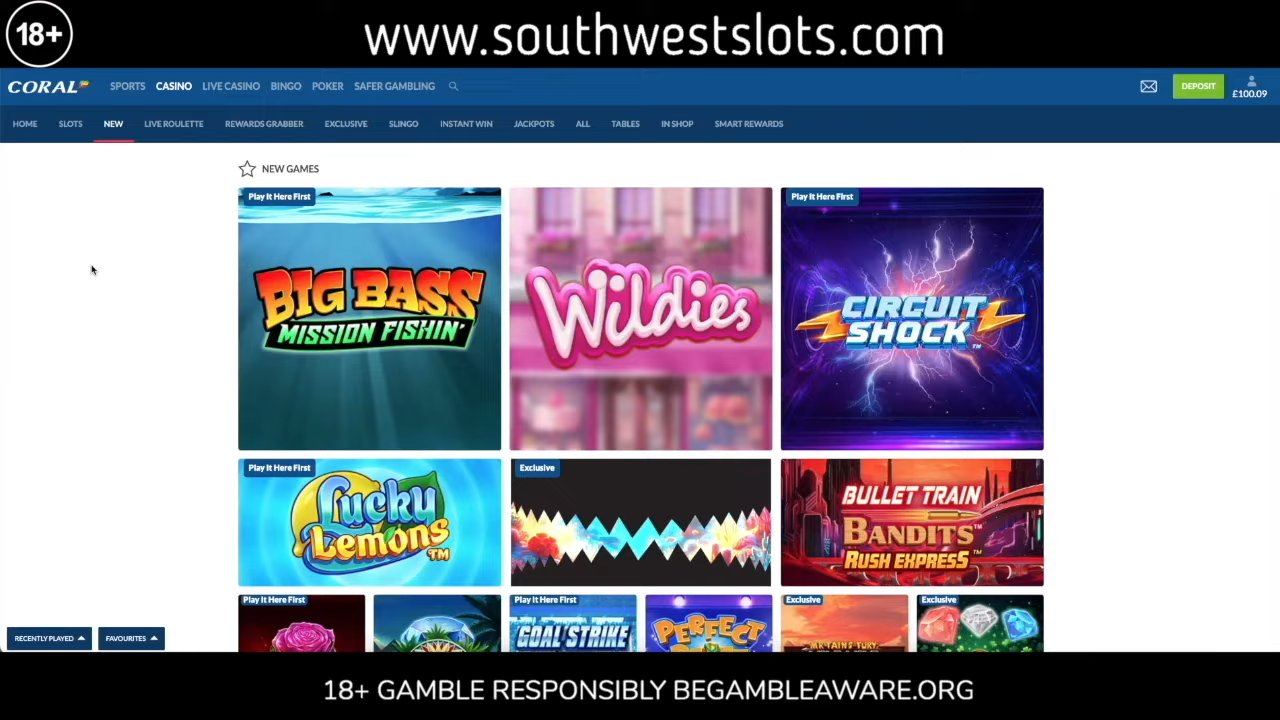 18+
www.southwestslots.com
CORAL
SPORTS CASINO LIVE CASINO BINGO POKER SAFER GAMBLING
DEPOSIT
£100.09
HOME SLOTS NEW LIVE ROULETTE REWARDS GRABBER EXCLUSIVE SLINGO INSTANT WIN JACKPOTS ALL TABLES IN SHOP SMART REWARDS
NEW GAMES
Play It Here First
BIG BASS
MISSION FISHIN'
Wildies
Play It Here First
CIRCUIT
SHOCK™
Play It Here First
Lucky
Lemons™
Exclusive
BULLET TRAIN
BANDITS™
RUSH EXPRESS™
Play It Here First
Play It Here First
GOAL STRIKE
PERFECT
Exclusive
Exclusive
RECENTLY PLAYED
FAVOURITES
18+ GAMBLE RESPONSIBLY BEGAMBLEAWARE.ORG